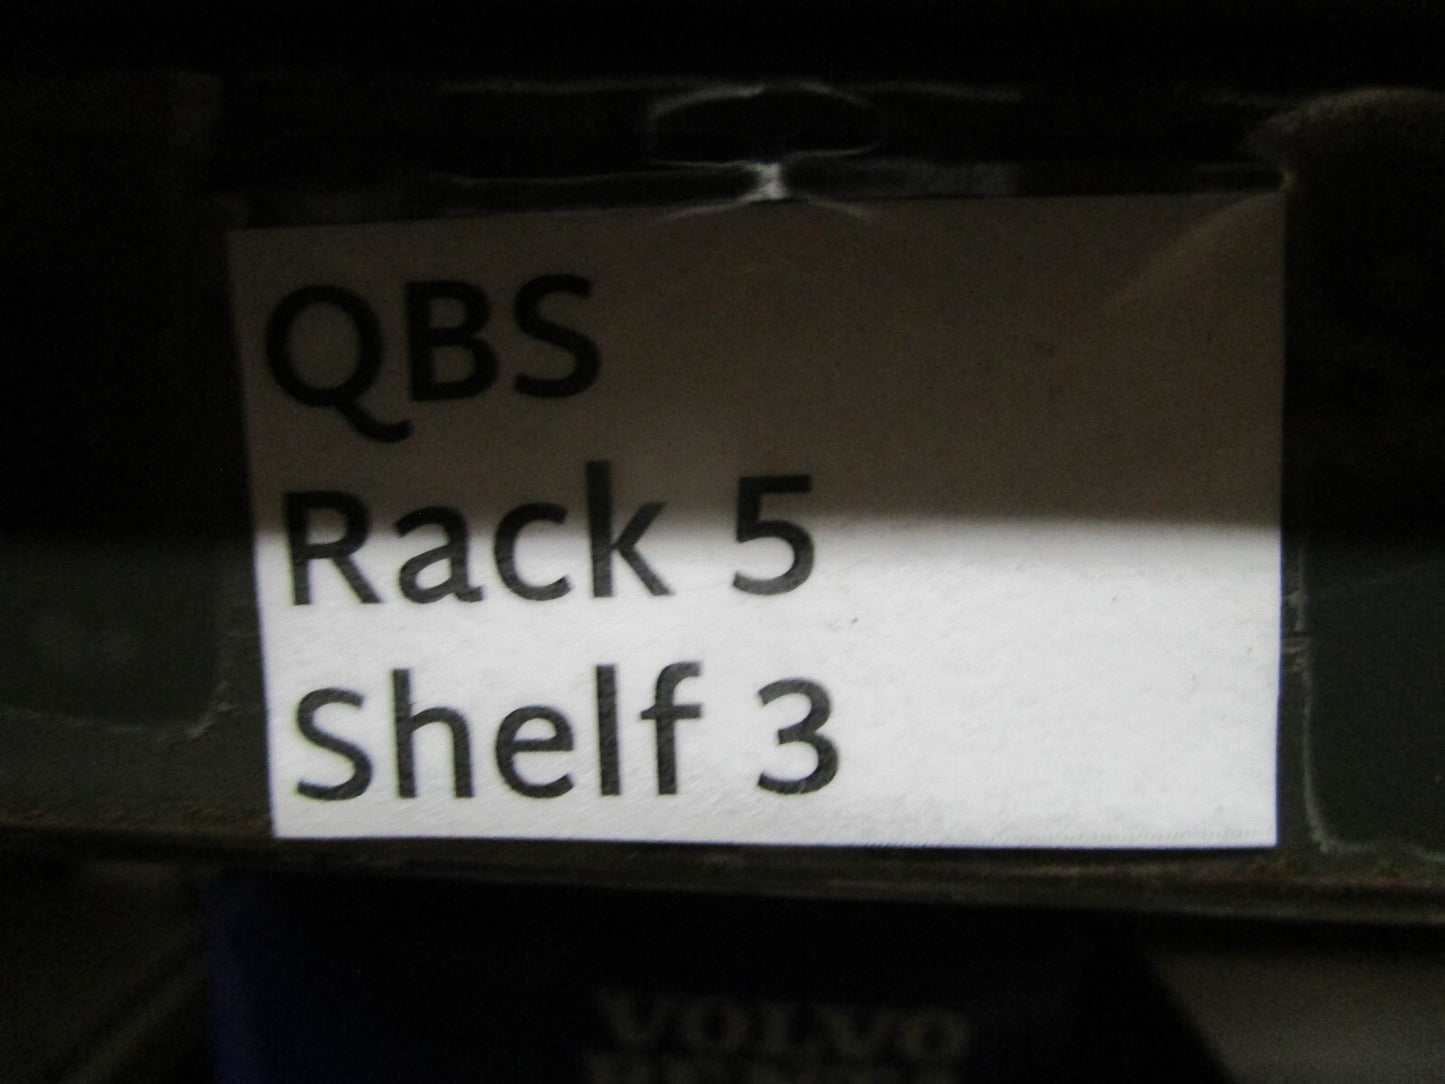 QBS
Rack 5
Shelf 3
VOLVO